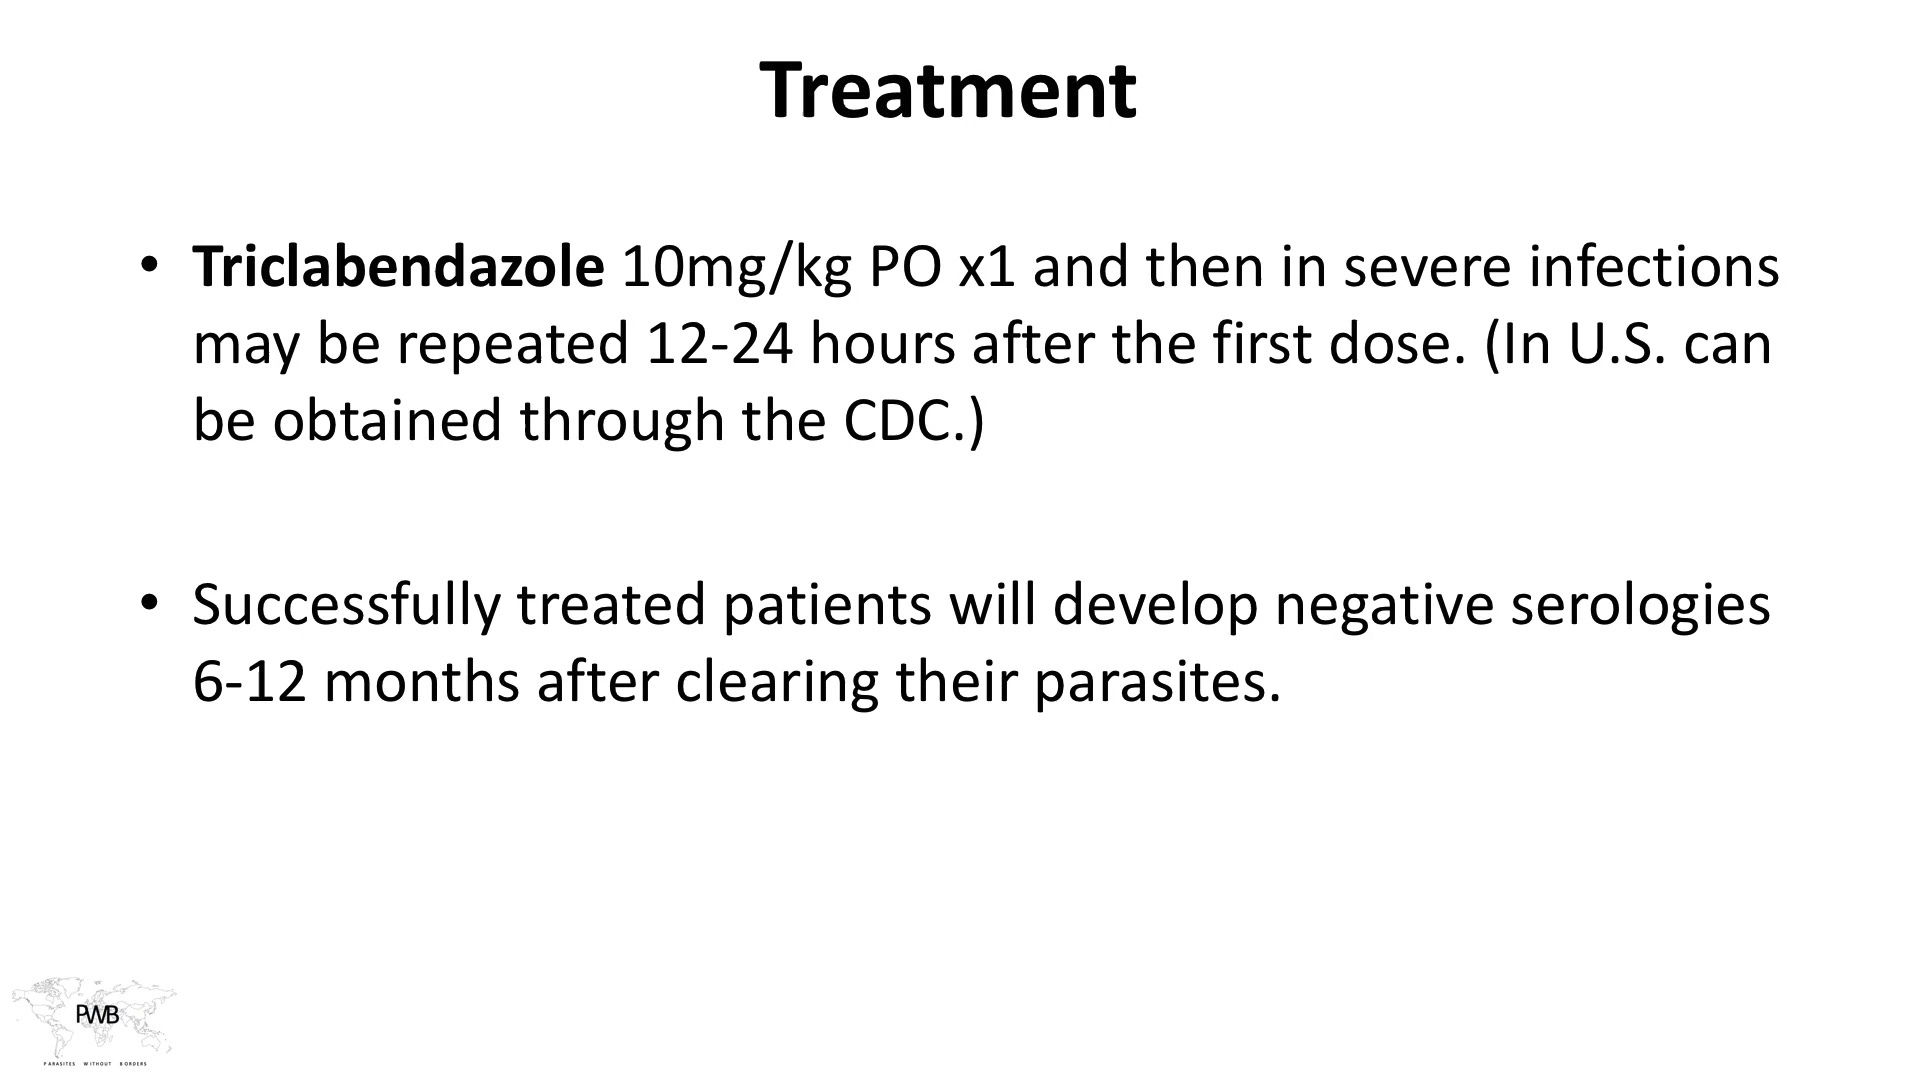 Treatment
• Triclabendazole 10mg/kg PO x1 and then in severe infections
may be repeated 12-24 hours after the first dose. (In U.S. can
be obtained through the CDC.)
• Successfully treated patients will develop negative serologies
6-12 months after clearing their parasites.
PWB
PARASITES WITHOUT BORDERS